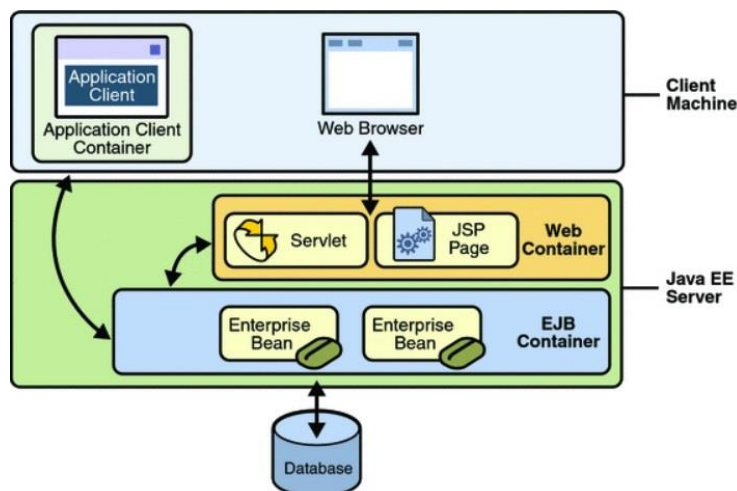 Application
Client
Application Client
Container
Web Browser
Client
Machine
Servlet
JSP
Page
Web
Container
Java EE
Server
Enterprise
Bean
Enterprise
Bean
EJB
Container
Database